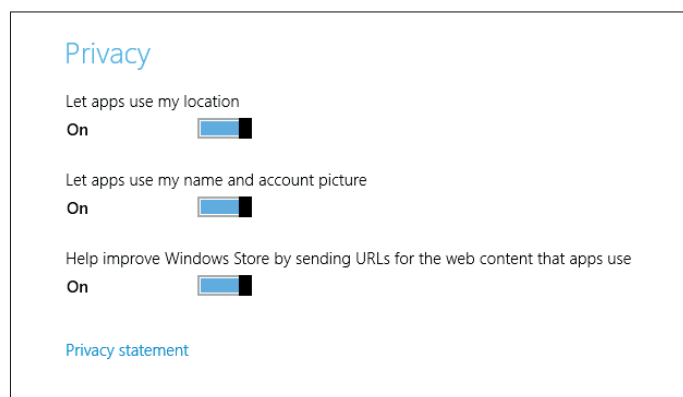 Privacy
Let apps use my location
On
Let apps use my name and account picture
On
Help improve Windows Store by sending URLs for the web content that apps use
On
Privacy statement